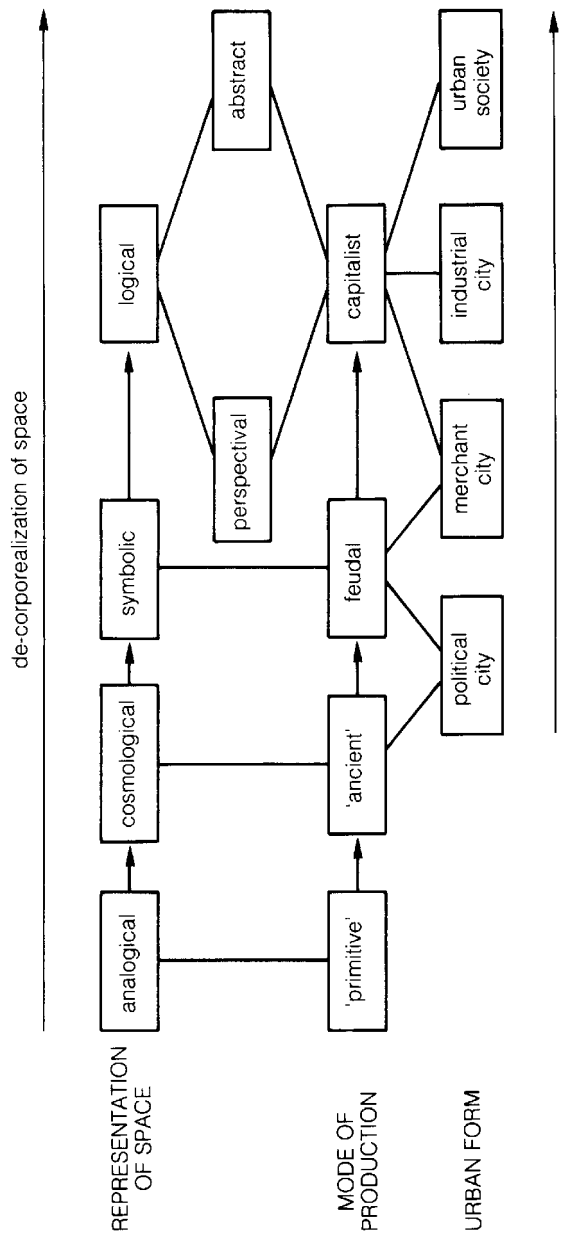 de-corporealization of space
REPRESENTATION
OF SPACE
analogical
cosmological
symbolic
logical
perspectival
abstract
MODE OF
PRODUCTION
'primitive'
'ancient'
feudal
capitalist
URBAN FORM
political
city
merchant
city
industrial
city
urban
society